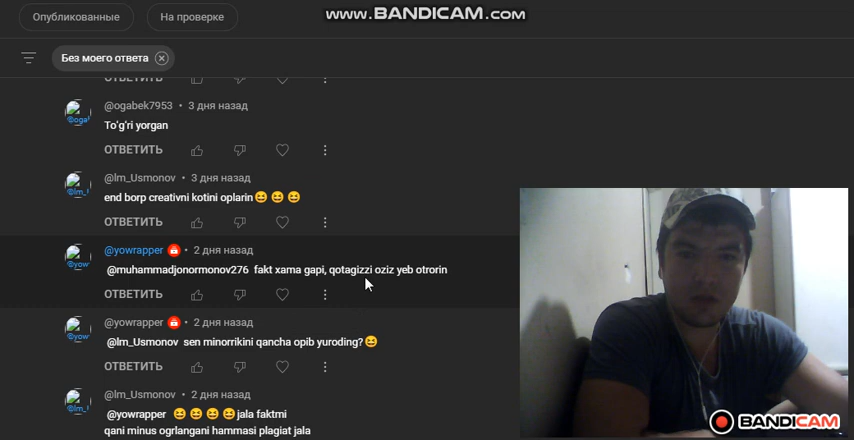 www.BANDICAM.com
Опубликованные
На проверке
Без моего ответа
ОТВЕТИТЬ
@ogabek7953 • 3 дня назад
To‘g‘ri yorgan
ОТВЕТИТЬ
@lm_Usmonov • 3 дня назад
end borp creativni kotini oplarin😆 😆 😆
ОТВЕТИТЬ
@yowrapper • 2 дня назад
@muhammadjonormonov276 fakt xama gapi, qotagizzi oziz yeb otrorin
ОТВЕТИТЬ
@yowrapper • 2 дня назад
@lm_Usmonov sen minorrikini qancha opib yuroding?😆
ОТВЕТИТЬ
@lm_Usmonov • 2 дня назад
@yowrapper 😆 😆 😆 😆 jala faktmi
qani minus ogrlangani hammasi plagiat jala
BANDICAM